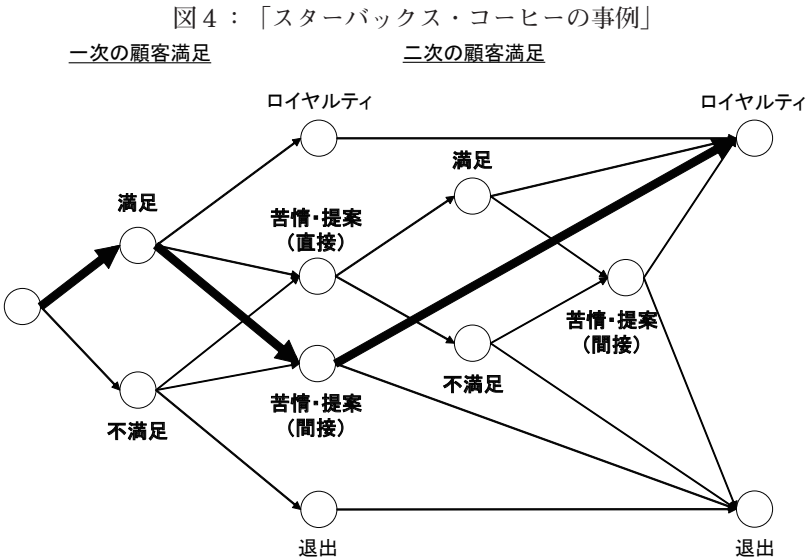 図4：「スターバックス・コーヒーの事例」
一次の顧客満足
二次の顧客満足
ロイヤルティ
ロイヤルティ
満足
満足
苦情・提案
（直接）
苦情・提案
（間接）
不満足
不満足
苦情・提案
（間接）
退出
退出